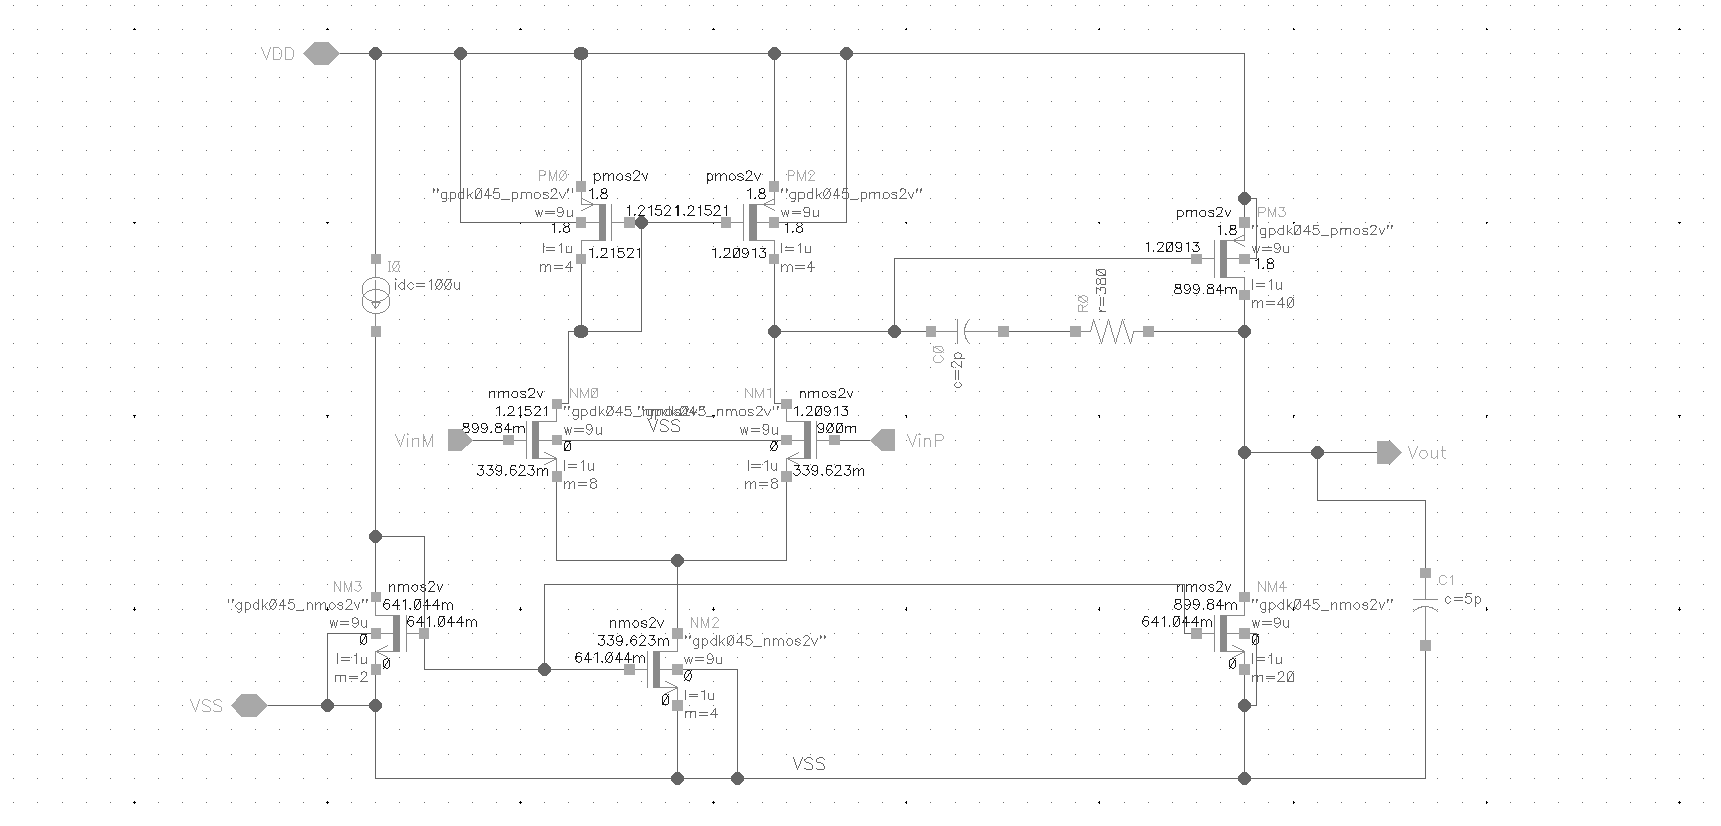 VDD
PM0 pmos2v
"gpdk045_pmos2v"
1.8
w=9u
1.8
1.21521
l=1u
1.21521
m=4
pmos2v PM2
1.8
"gpdk045_pmos2v"
1.21521
w=9u
1.8
l=1u
1.20913
m=4
pmos2v PM3
1.8
"gpdk045_pmos2v"
1.20913
w=9u
1.8
l=1u
899.84m
m=40
I0
idc=100u
R0
r=380
C0
c=2p
nmos2v NM0
1.21521
"gpdk045_nmos2v"
VinM
899.84m
w=9u
0
339.623m
l=1u
m=8
VSS
NM1 nmos2v
"gpdk045_nmos2v"
1.20913
900m
VinP
w=9u
0
l=1u
339.623m
m=8
Vout
NM3 nmos2v
"gpdk045_nmos2v"
641.044m
641.044m
w=9u
0
l=1u
0
m=2
nmos2v NM2
339.623m
"gpdk045_nmos2v"
641.044m
w=9u
0
l=1u
0
m=4
nmos2v NM4
899.84m
"gpdk045_nmos2v"
641.044m
w=9u
0
l=1u
0
m=20
C1
c=5p
VSS
VSS